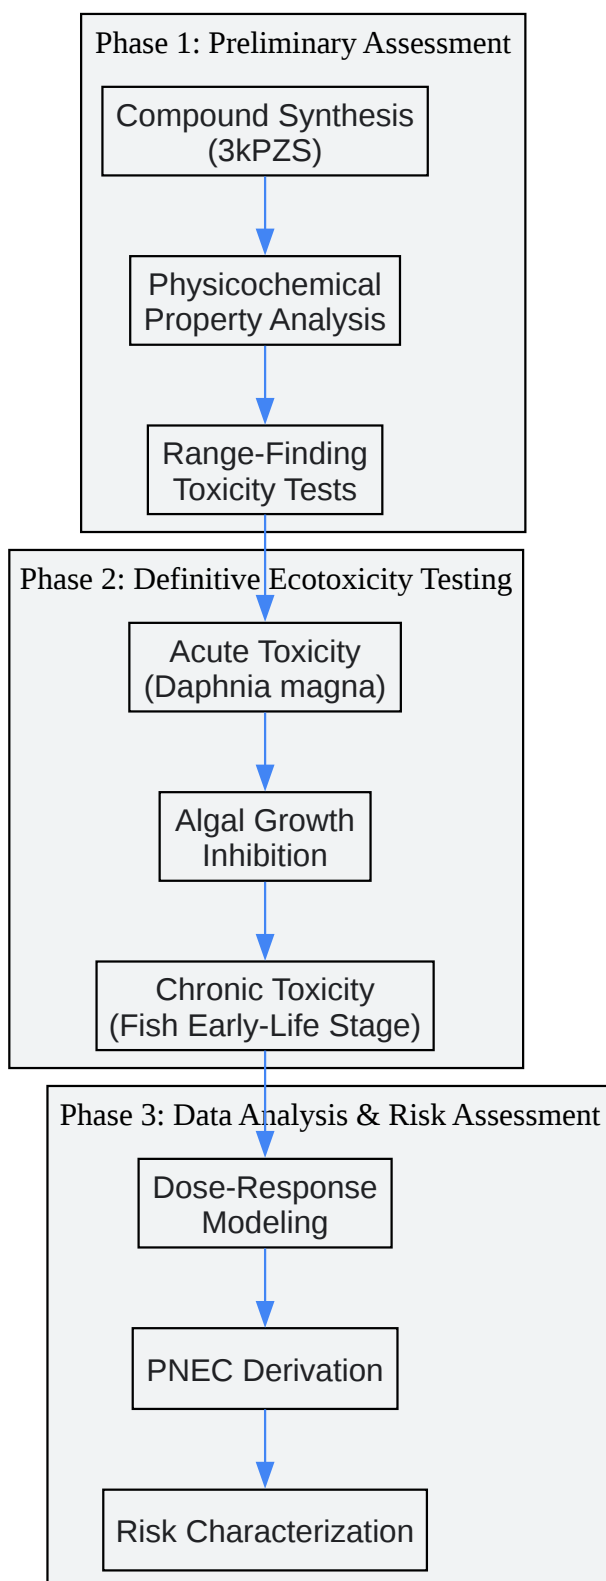 Phase 1: Preliminary Assessment
Compound Synthesis
(3kPZS)
Physicochemical
Property Analysis
Range-Finding
Toxicity Tests
Phase 2: Definitive Ecotoxicity Testing
Acute Toxicity
(Daphnia magna)
Algal Growth
Inhibition
Chronic Toxicity
(Fish Early-Life Stage)
Phase 3: Data Analysis & Risk Assessment
Dose-Response
Modeling
PNEC Derivation
Risk Characterization